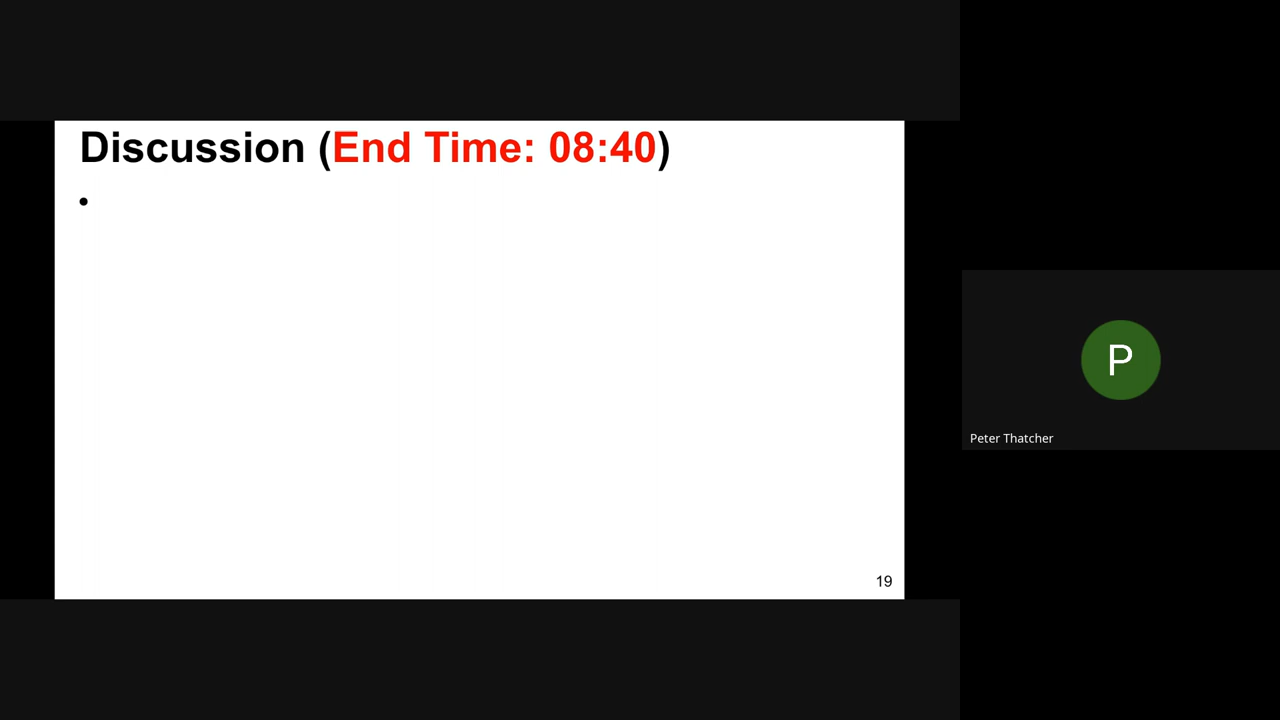 Discussion (End Time: 08:40)
•
19
P
Peter Thatcher